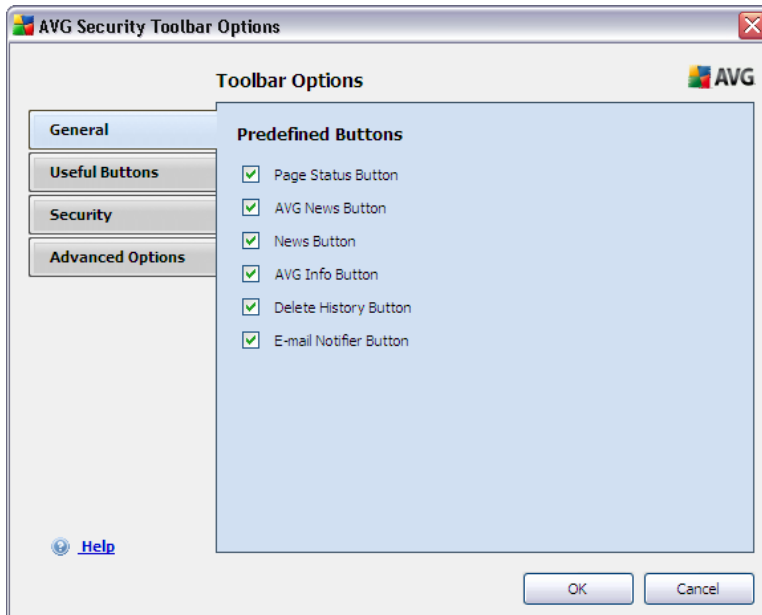 AVG Security Toolbar Options
Toolbar Options
AVG
General
Useful Buttons
Security
Advanced Options
Predefined Buttons
Page Status Button
AVG News Button
News Button
AVG Info Button
Delete History Button
E-mail Notifier Button
Help
OK
Cancel